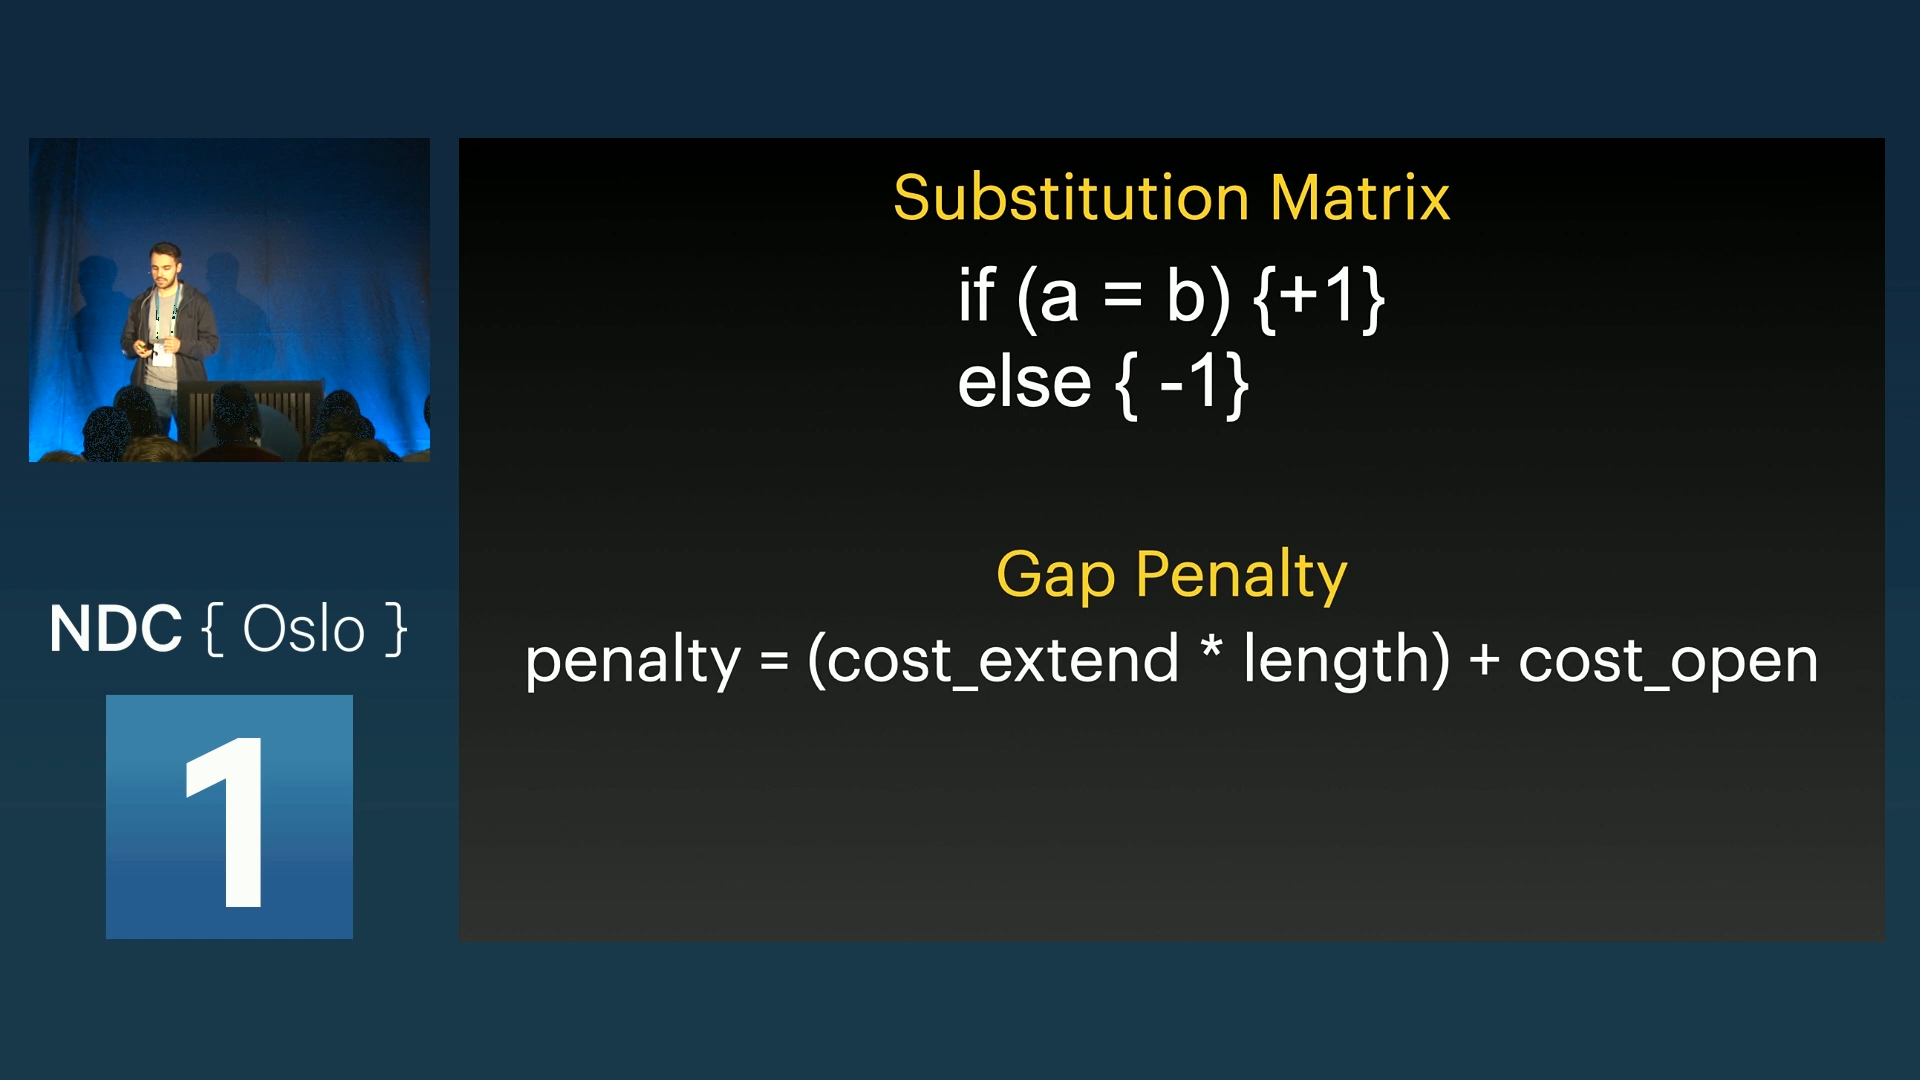 Substitution Matrix
if (a = b) {+1}
else { -1}
Gap Penalty
penalty = (cost_extend * length) + cost_open
NDC { Oslo }
1